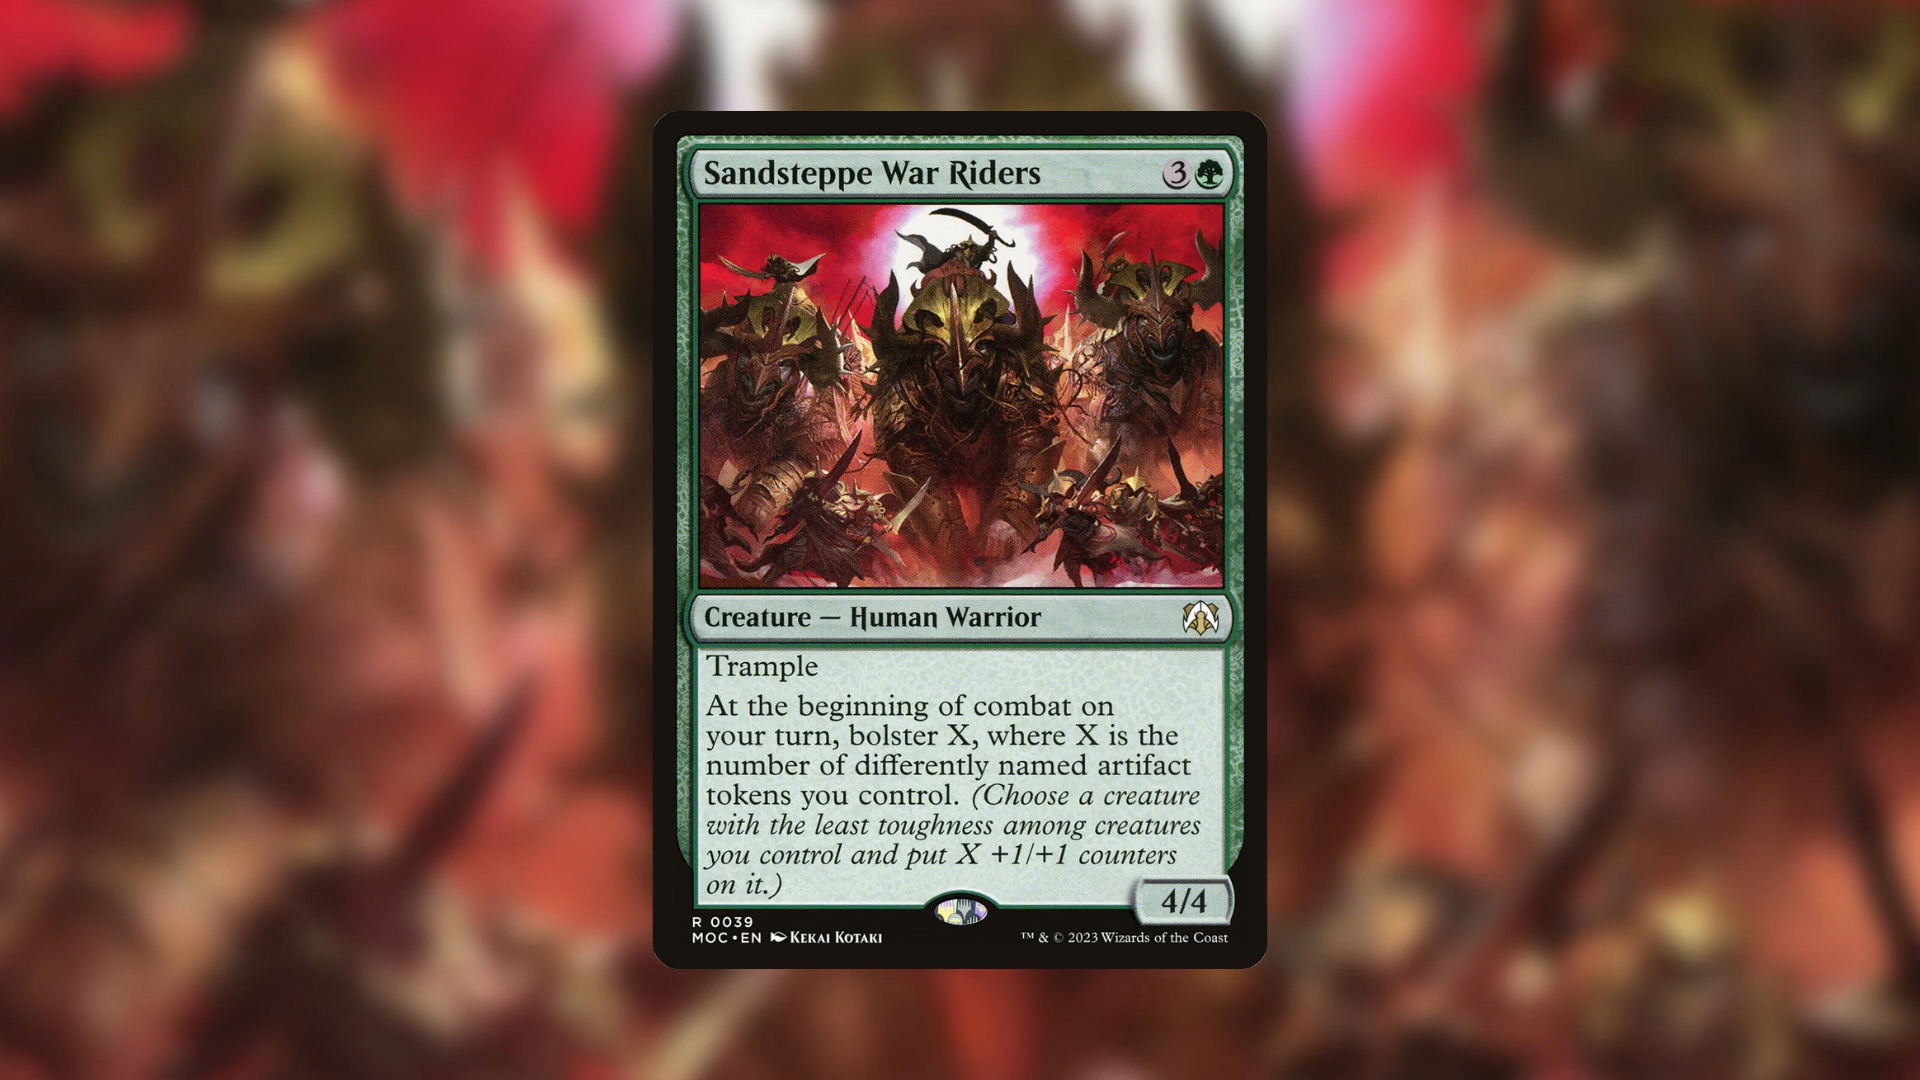 Sandsteppe War Riders 3
Creature — Human Warrior
Trample
At the beginning of combat on
your turn, bolster X, where X is the
number of differently named artifact
tokens you control. (Choose a creature
with the least toughness among creatures
you control and put X +1/+1 counters
on it.)
4/4
R 0039
MOC • EN Kekai Kotaki
™ & © 2023 Wizards of the Coast